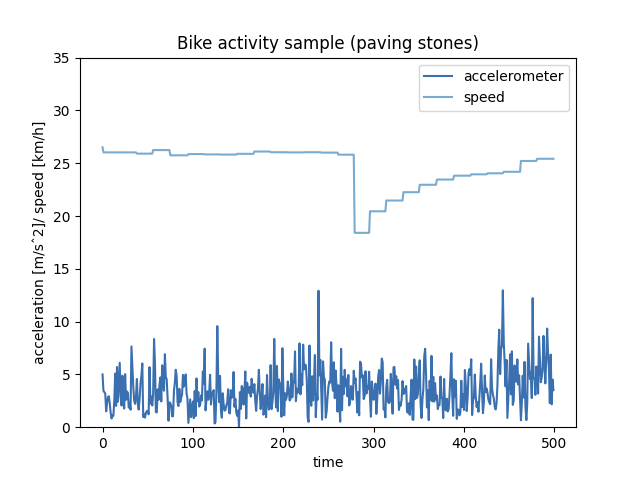 Bike activity sample (paving stones)
35
30
25
20
15
10
5
0
acceleration [m/sˆ2]/ speed [km/h]
accelerometer
speed
0 100 200 300 400 500
time